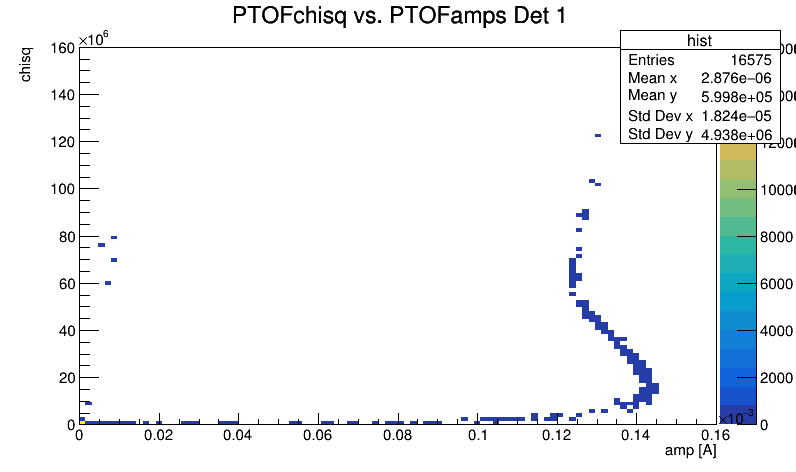 PTOFchisq vs. PTOFamps Det 1
chisq
×10⁶
160
140
120
100
80
60
40
20
0
hist
Entries 16575
Mean x 2.876e−06
Mean y 5.998e+05
Std Dev x 1.824e−05
Std Dev y 4.938e+06
10000
8000
6000
4000
2000
0
0 0.02 0.04 0.06 0.08 0.1 0.12 0.14 0.16
×10⁻³
amp [A]